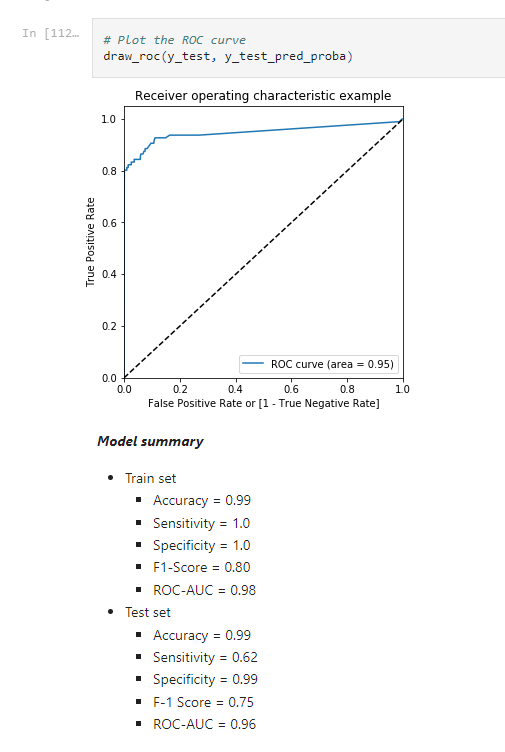 In [112…
# Plot the ROC curve
draw_roc(y_test, y_test_pred_proba)
Receiver operating characteristic example
1.0
0.8
0.6
0.4
0.2
0.0
True Positive Rate
ROC curve (area = 0.95)
0.0 0.2 0.4 0.6 0.8 1.0
False Positive Rate or [1 - True Negative Rate]
Model summary
Train set
Accuracy = 0.99
Sensitivity = 1.0
Specificity = 1.0
F1-Score = 0.80
ROC-AUC = 0.98
Test set
Accuracy = 0.99
Sensitivity = 0.62
Specificity = 0.99
F-1 Score = 0.75
ROC-AUC = 0.96